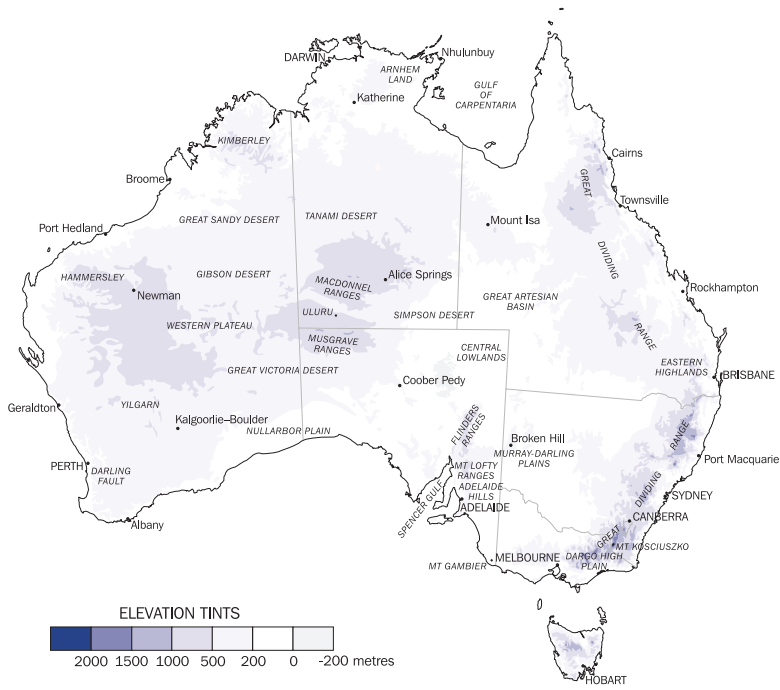 DARWIN
Nhulunbuy
ARNHEM
LAND
GULF
OF
CARPENTARIA
Katherine
KIMBERLEY
Cairns
Broome
GREAT
Townsville
GREAT SANDY DESERT
TANAMI DESERT
Mount Isa
Port Hedland
DIVIDING
HAMMERSLEY
GIBSON DESERT
Alice Springs
MACDONNEL
RANGES
Newman
Rockhampton
GREAT ARTESIAN
BASIN
ULURU
SIMPSON DESERT
WESTERN PLATEAU
RANGE
MUSGRAVE
RANGES
CENTRAL
LOWLANDS
EASTERN
HIGHLANDS
GREAT VICTORIA DESERT
BRISBANE
Coober Pedy
Geraldton
YILGARN
Kalgoorlie–Boulder
NULLARBOR PLAIN
FLINDERS
RANGES
Broken Hill
MURRAY-DARLING
PLAINS
RANGE
Port Macquarie
PERTH
DARLING
FAULT
MT LOFTY
RANGES
ADELAIDE
HILLS
ADELAIDE
SPENCER GULF
DIVIDING
SYDNEY
Albany
CANBERRA
GREAT
MT KOSCIUSZKO
MELBOURNE
DARGO HIGH
PLAIN
MT GAMBIER
HOBART
ELEVATION TINTS
2000 1500 1000 500 200 0 -200 metres